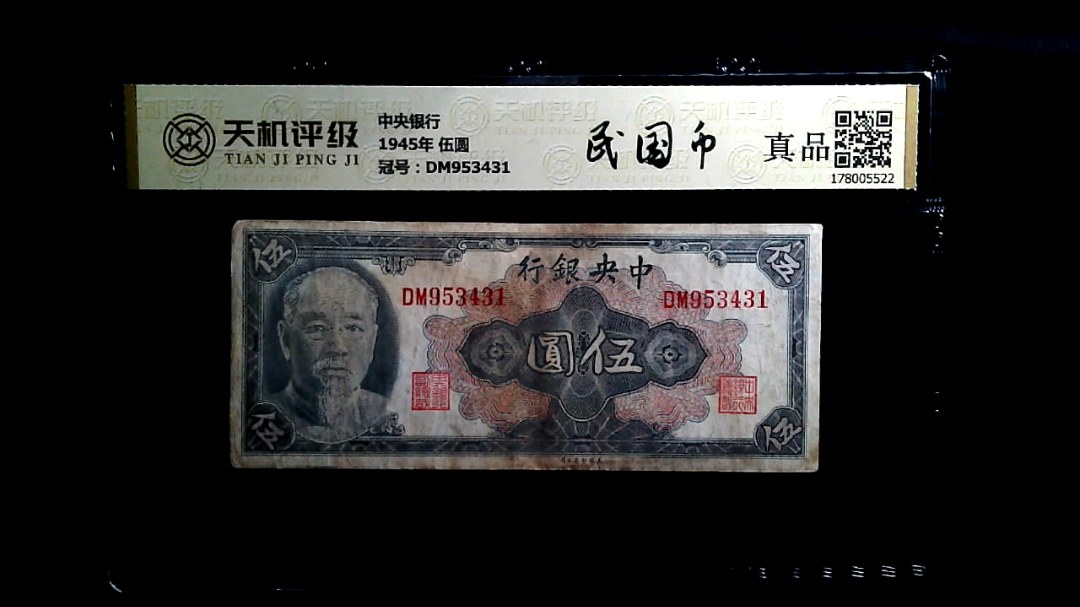 天机评级
TIAN JI PING JI
中央银行
1945年 伍圆
冠号：DM953431
民国币
真品
178005522
伍
伍
行銀央中
DM953431
DM953431
圓伍
伍
伍